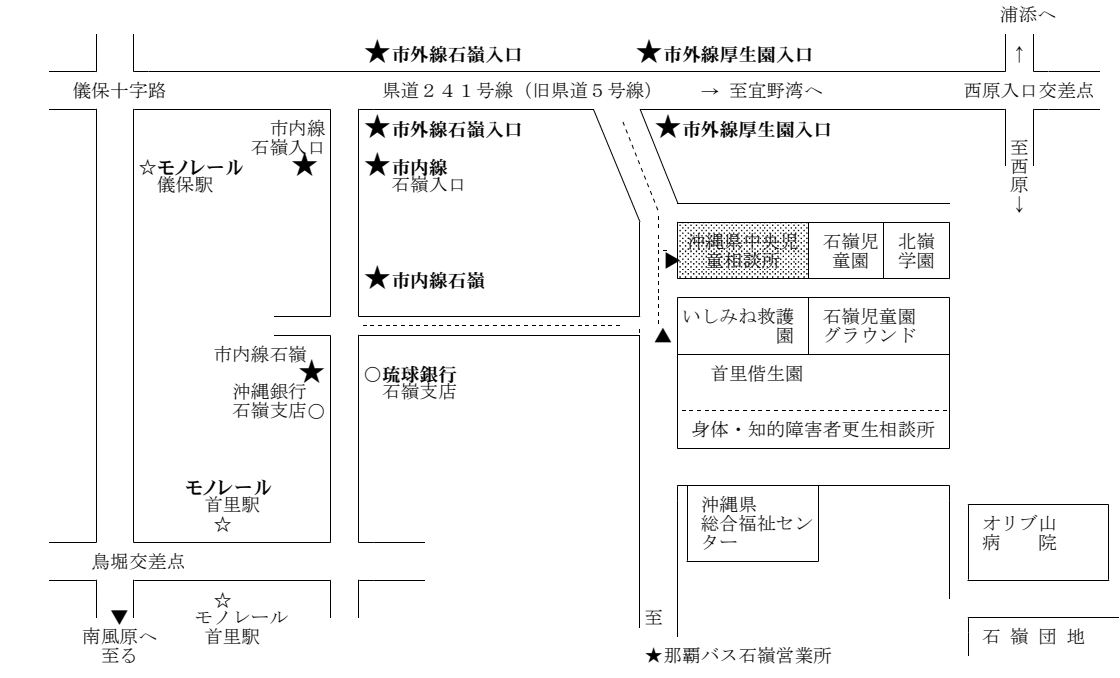 浦添へ
↑
★市外線石嶺入口
★市外線厚生園入口
儀保十字路
県道２４１号線（旧県道５号線）
→ 至宜野湾へ
西原入口交差点
市内線
石嶺入口
★
★市外線石嶺入口
★市外線厚生園入口
☆モノレール
儀保駅
★市内線
石嶺入口
至西原↓
沖縄県中央児
童相談所
石嶺児
童園
北嶺
学園
★市内線石嶺
いしみね救護
園
石嶺児童園
グラウンド
市内線石嶺
★
沖縄銀行
石嶺支店○
○琉球銀行
石嶺支店
首里偕生園
身体・知的障害者更生相談所
モノレール
首里駅
☆
沖縄県
総合福祉セン
ター
オリブ山
病　　院
鳥堀交差点
☆
モノレール
首里駅
▼
南風原へ
至る
至
★那覇バス石嶺営業所
石 嶺 団 地